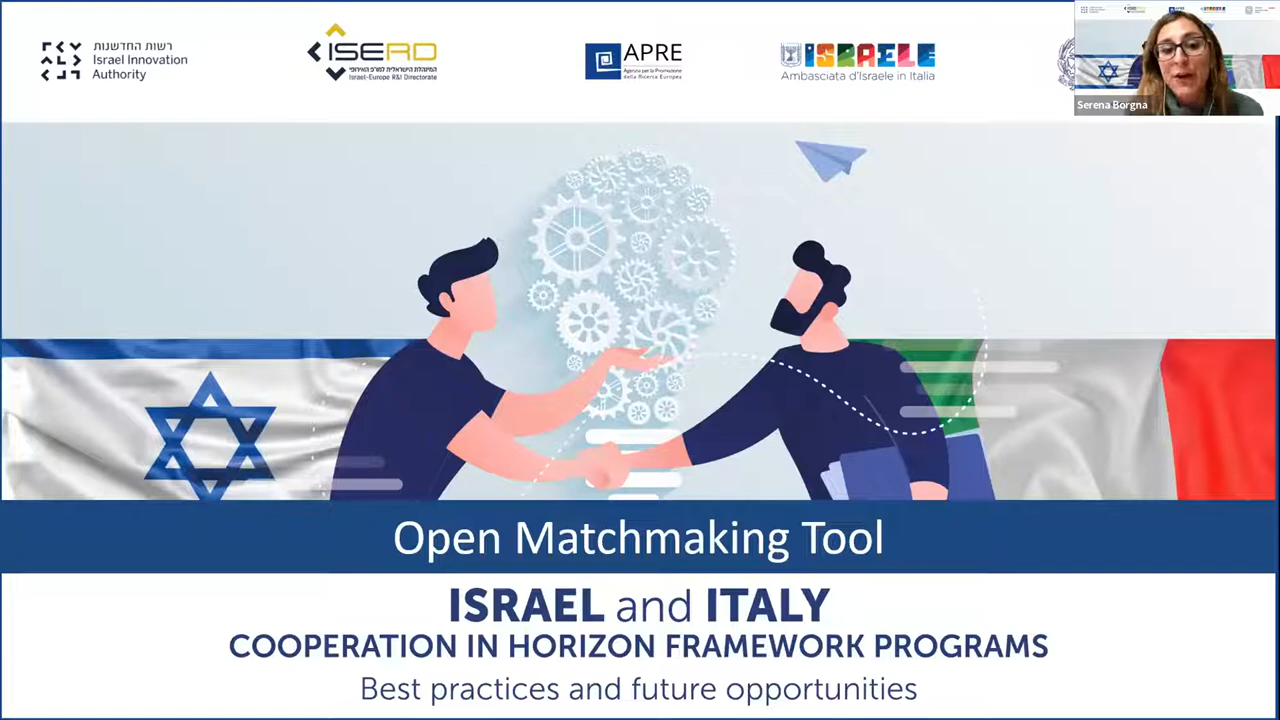 רשות החדשנות
Israel Innovation
Authority
ISERD
המינהלת הישראלית למו"פ האירופי
Israel-Europe R&I Directorate
APRE
Agenzia per la Promozione
della Ricerca Europea
ISRAELE
Ambasciata d'Israele in Italia
Serena Borgna
Open Matchmaking Tool
ISRAEL and ITALY
COOPERATION IN HORIZON FRAMEWORK PROGRAMS
Best practices and future opportunities